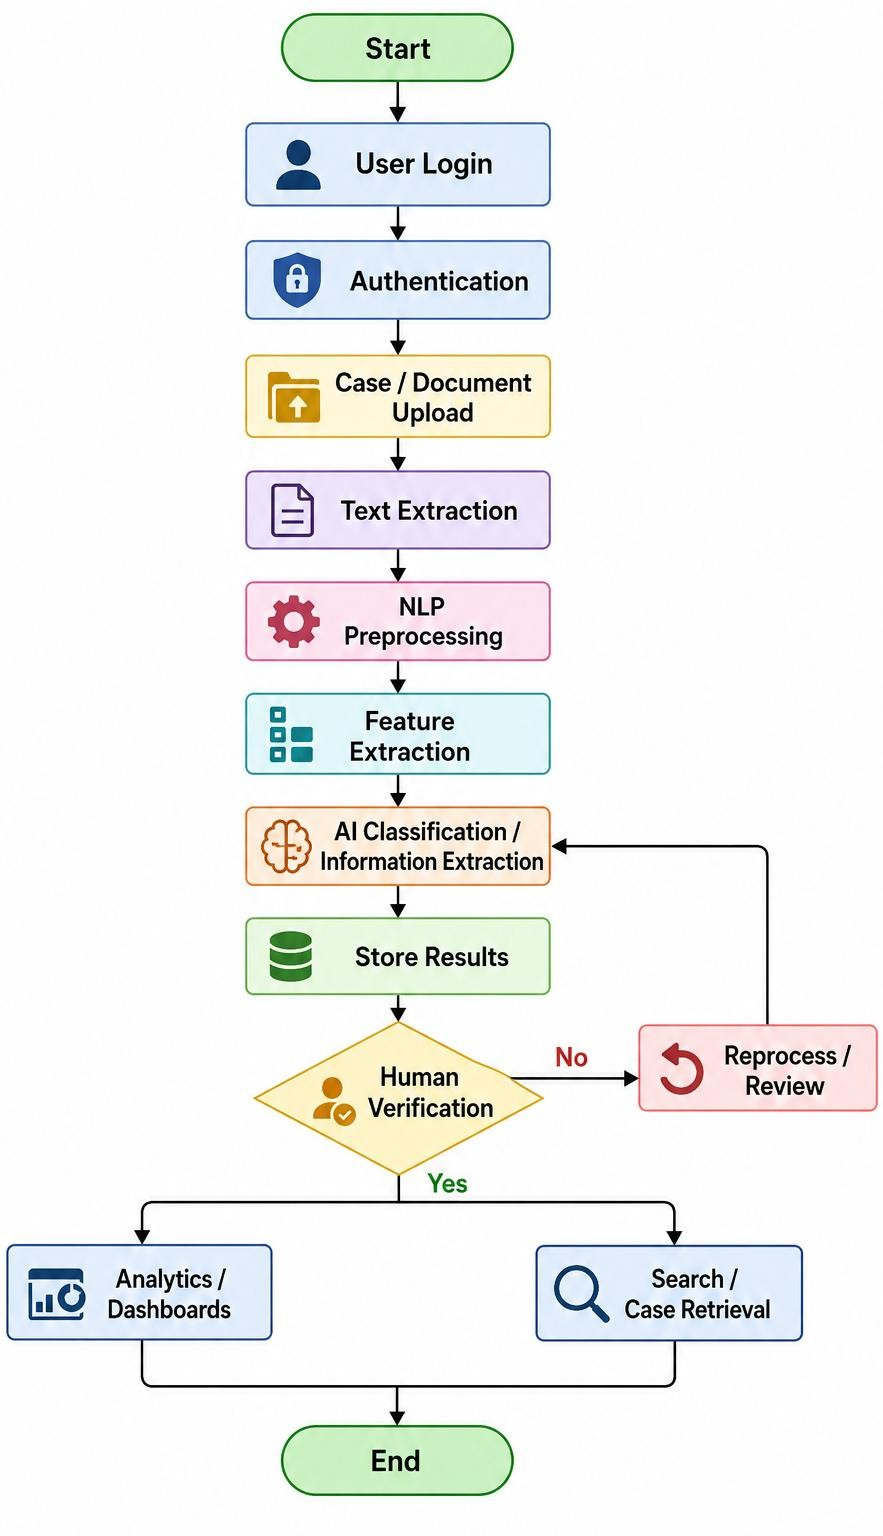 Start
User Login
Authentication
Case / Document
Upload
Text Extraction
NLP
Preprocessing
Feature
Extraction
AI Classification /
Information Extraction
Store Results
Human
Verification
No
Reprocess /
Review
Yes
Analytics /
Dashboards
Search /
Case Retrieval
End